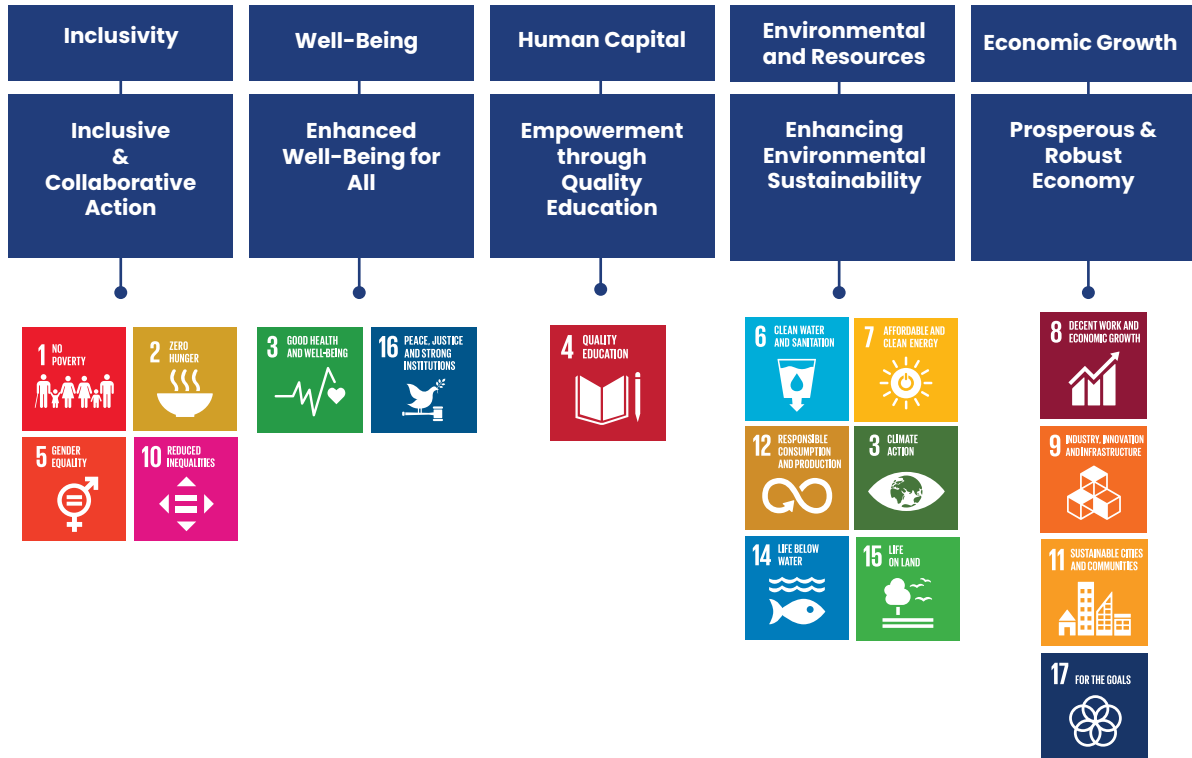 Inclusivity
Inclusive
&
Collaborative
Action
1 NO
POVERTY
2 ZERO
HUNGER
5 GENDER
EQUALITY
10 REDUCED
INEQUALITIES
Well-Being
Enhanced
Well-Being for
All
3 GOOD HEALTH
AND WELL-BEING
16 PEACE, JUSTICE
AND STRONG
INSTITUTIONS
Human Capital
Empowerment
through
Quality
Education
4 QUALITY
EDUCATION
Environmental
and Resources
Enhancing
Environmental
Sustainability
6 CLEAN WATER
AND SANITATION
7 AFFORDABLE AND
CLEAN ENERGY
12 RESPONSIBLE
CONSUMPTION
AND PRODUCTION
3 CLIMATE
ACTION
14 LIFE BELOW
WATER
15 LIFE
ON LAND
Economic Growth
Prosperous &
Robust
Economy
8 DECENT WORK AND
ECONOMIC GROWTH
9 INDUSTRY, INNOVATION
AND INFRASTRUCTURE
11 SUSTAINABLE CITIES
AND COMMUNITIES
17 FOR THE GOALS